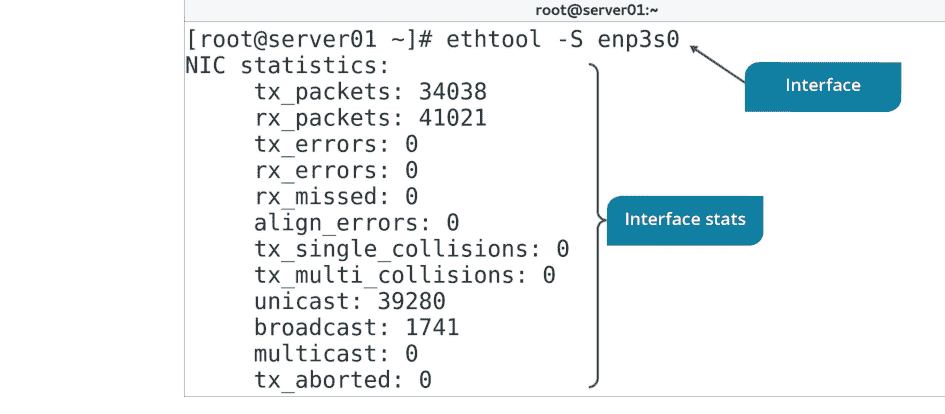 root@server01:~
[root@server01 ~]# ethtool -S enp3s0
Interface
NIC statistics:
tx_packets: 34038
rx_packets: 41021
tx_errors: 0
rx_errors: 0
rx_missed: 0
align_errors: 0
Interface stats
tx_single_collisions: 0
tx_multi_collisions: 0
unicast: 39280
broadcast: 1741
multicast: 0
tx_aborted: 0